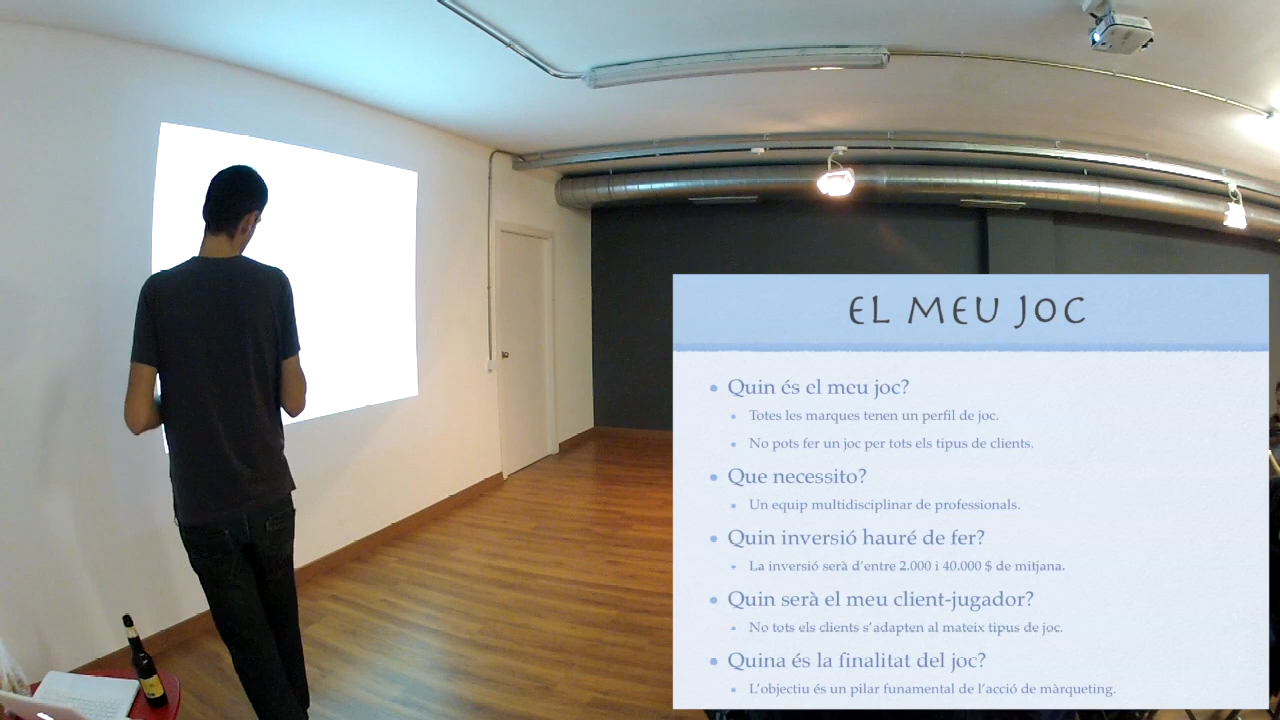 EL MEU JOC
• Quin és el meu joc?
• Totes les marques tenen un perfil de joc.
• No pots fer un joc per tots els tipus de clients.
• Que necessito?
• Un equip multidisciplinar de professionals.
• Quin inversió hauré de fer?
• La inversió serà d'entre 2.000 i 40.000 $ de mitjana.
• Quin serà el meu client-jugador?
• No tots els clients s'adapten al mateix tipus de joc.
• Quina és la finalitat del joc?
• L'objectiu és un pilar funamental de l'acció de màrqueting.